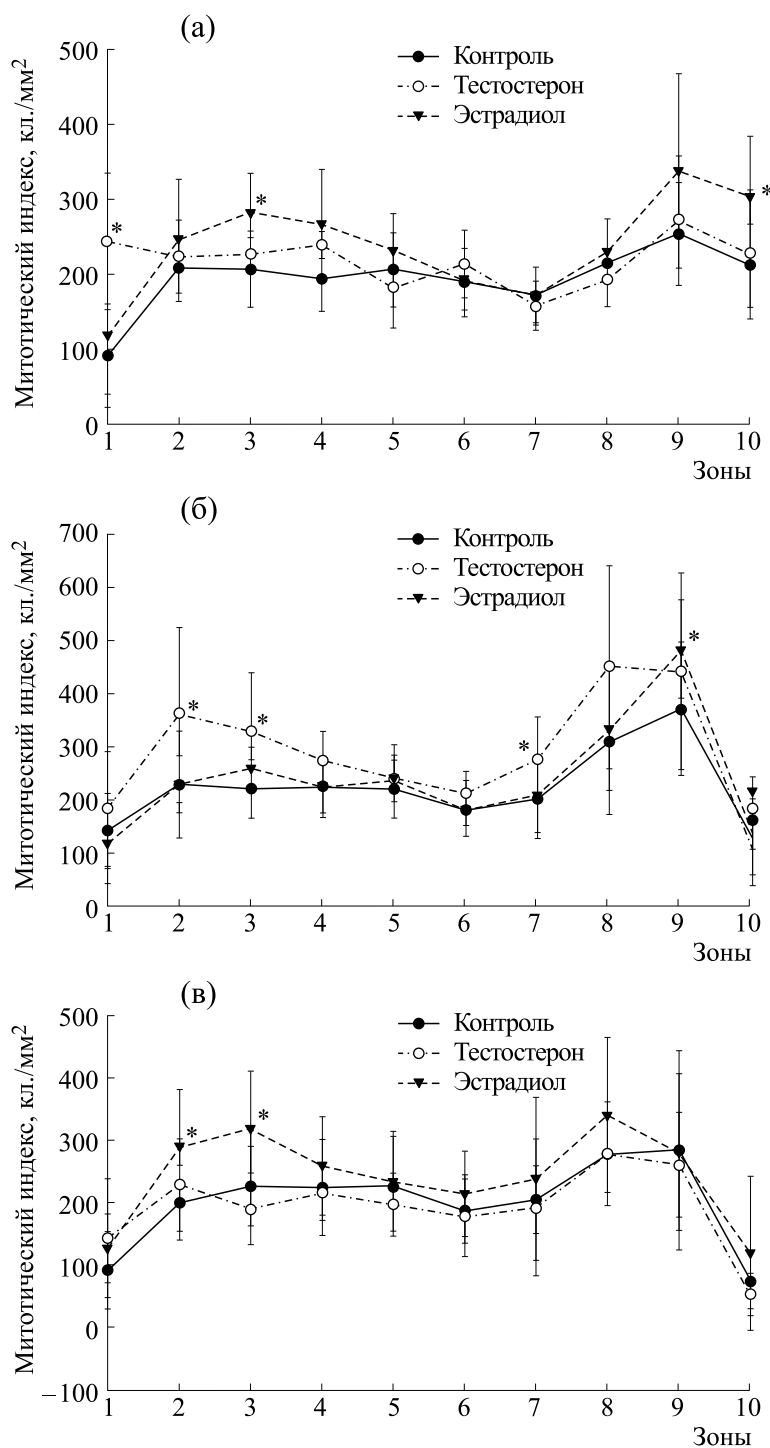 (а)
Митотический индекс, кл./мм²
500
400
300
200
100
0
Контроль
Тестостерон
Эстрадиол
*
*
*
1 2 3 4 5 6 7 8 9 10
Зоны
(б)
Митотический индекс, кл./мм²
700
600
500
400
300
200
100
0
Контроль
Тестостерон
Эстрадиол
*
*
*
*
1 2 3 4 5 6 7 8 9 10
Зоны
(в)
Митотический индекс, кл./мм²
500
400
300
200
100
0
–100
Контроль
Тестостерон
Эстрадиол
*
*
1 2 3 4 5 6 7 8 9 10
Зоны